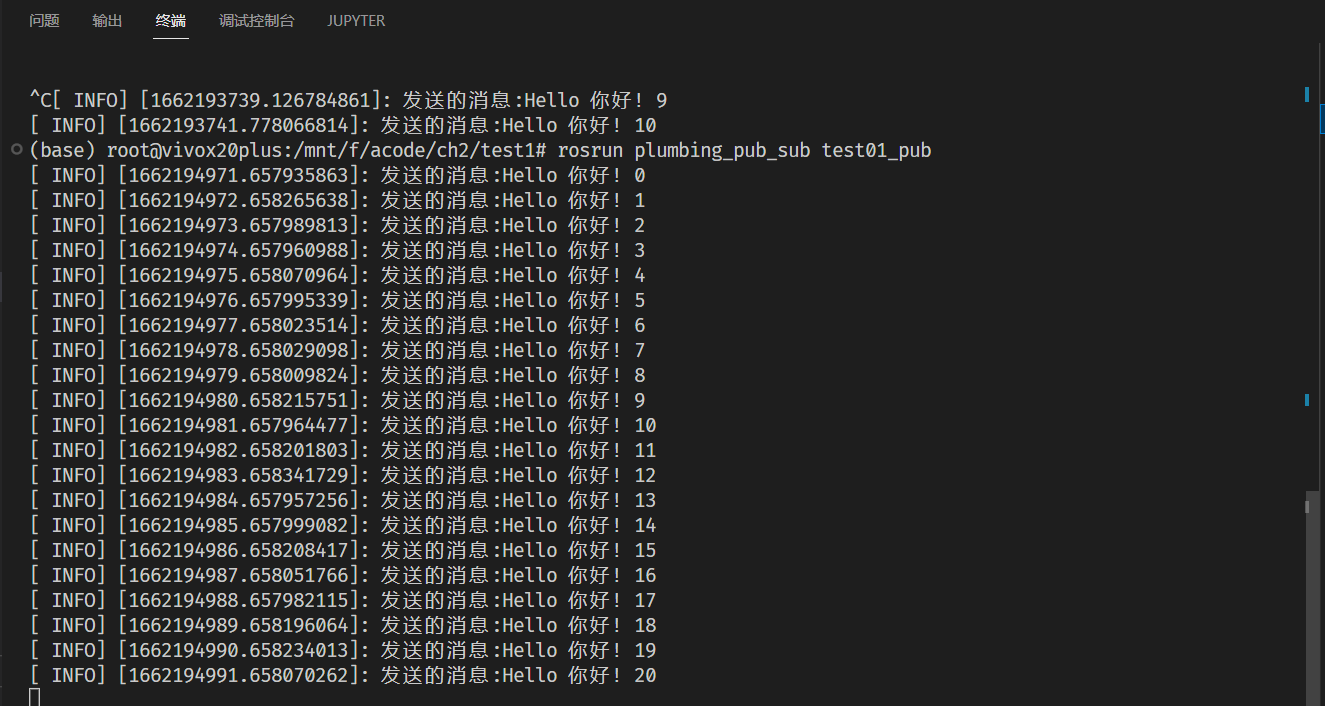 问题 输出 终端 调试控制台 JUPYTER
^C[ INFO] [1662193739.126784861]: 发送的消息:Hello 你好! 9
[ INFO] [1662193741.778066814]: 发送的消息:Hello 你好! 10
(base) root@vivox20plus:/mnt/f/acode/ch2/test1# rosrun plumbing_pub_sub test01_pub
[ INFO] [1662194971.657935863]: 发送的消息:Hello 你好! 0
[ INFO] [1662194972.658265638]: 发送的消息:Hello 你好! 1
[ INFO] [1662194973.657989813]: 发送的消息:Hello 你好! 2
[ INFO] [1662194974.657960988]: 发送的消息:Hello 你好! 3
[ INFO] [1662194975.658070964]: 发送的消息:Hello 你好! 4
[ INFO] [1662194976.657995339]: 发送的消息:Hello 你好! 5
[ INFO] [1662194977.658023514]: 发送的消息:Hello 你好! 6
[ INFO] [1662194978.658029098]: 发送的消息:Hello 你好! 7
[ INFO] [1662194979.658009824]: 发送的消息:Hello 你好! 8
[ INFO] [1662194980.658215751]: 发送的消息:Hello 你好! 9
[ INFO] [1662194981.657964477]: 发送的消息:Hello 你好! 10
[ INFO] [1662194982.658201803]: 发送的消息:Hello 你好! 11
[ INFO] [1662194983.658341729]: 发送的消息:Hello 你好! 12
[ INFO] [1662194984.657957256]: 发送的消息:Hello 你好! 13
[ INFO] [1662194985.657999082]: 发送的消息:Hello 你好! 14
[ INFO] [1662194986.658208417]: 发送的消息:Hello 你好! 15
[ INFO] [1662194987.658051766]: 发送的消息:Hello 你好! 16
[ INFO] [1662194988.657982115]: 发送的消息:Hello 你好! 17
[ INFO] [1662194989.658196064]: 发送的消息:Hello 你好! 18
[ INFO] [1662194990.658234013]: 发送的消息:Hello 你好! 19
[ INFO] [1662194991.658070262]: 发送的消息:Hello 你好! 20